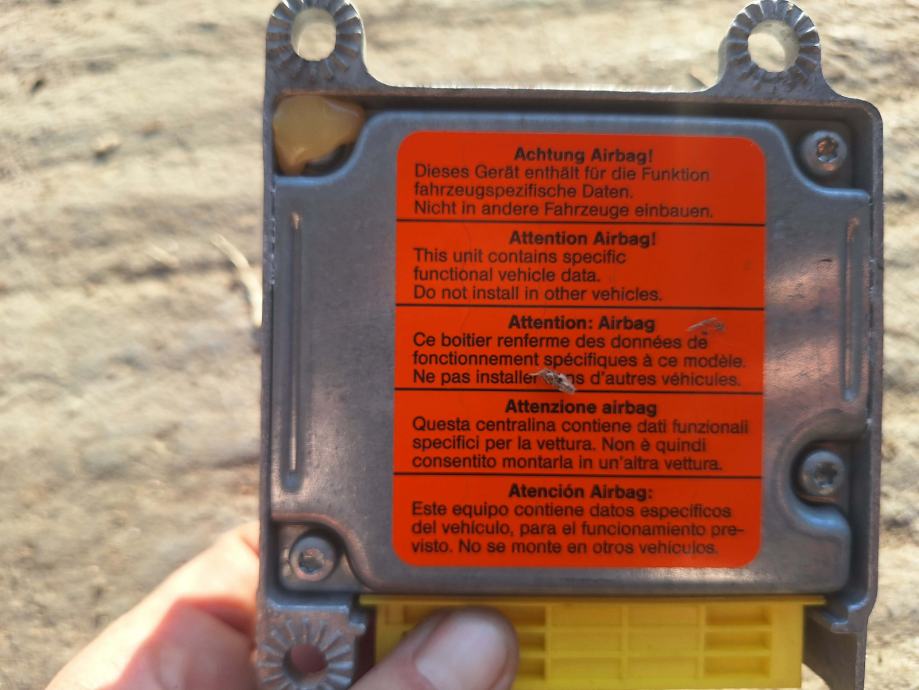 Achtung Airbag!
Dieses Gerät enthält für die Funktion
fahrzeugspezifische Daten.
Nicht in andere Fahrzeuge einbauen.
Attention Airbag!
This unit contains specific
functional vehicle data.
Do not install in other vehicles.
Attention: Airbag
Ce boitier renferme des données de
fonctionnement spécifiques à ce modèle.
Ne pas installer d'autres véhicules.
Attenzione airbag
Questa centralina contiene dati funzionali
specifici per la vettura. Non è quindi
consentito montarla in un'altra vettura.
Atención Airbag:
Este equipo contiene datos especificos
del vehículo, para el funcionamiento pre-
visto. No se monte en otros vehículos.